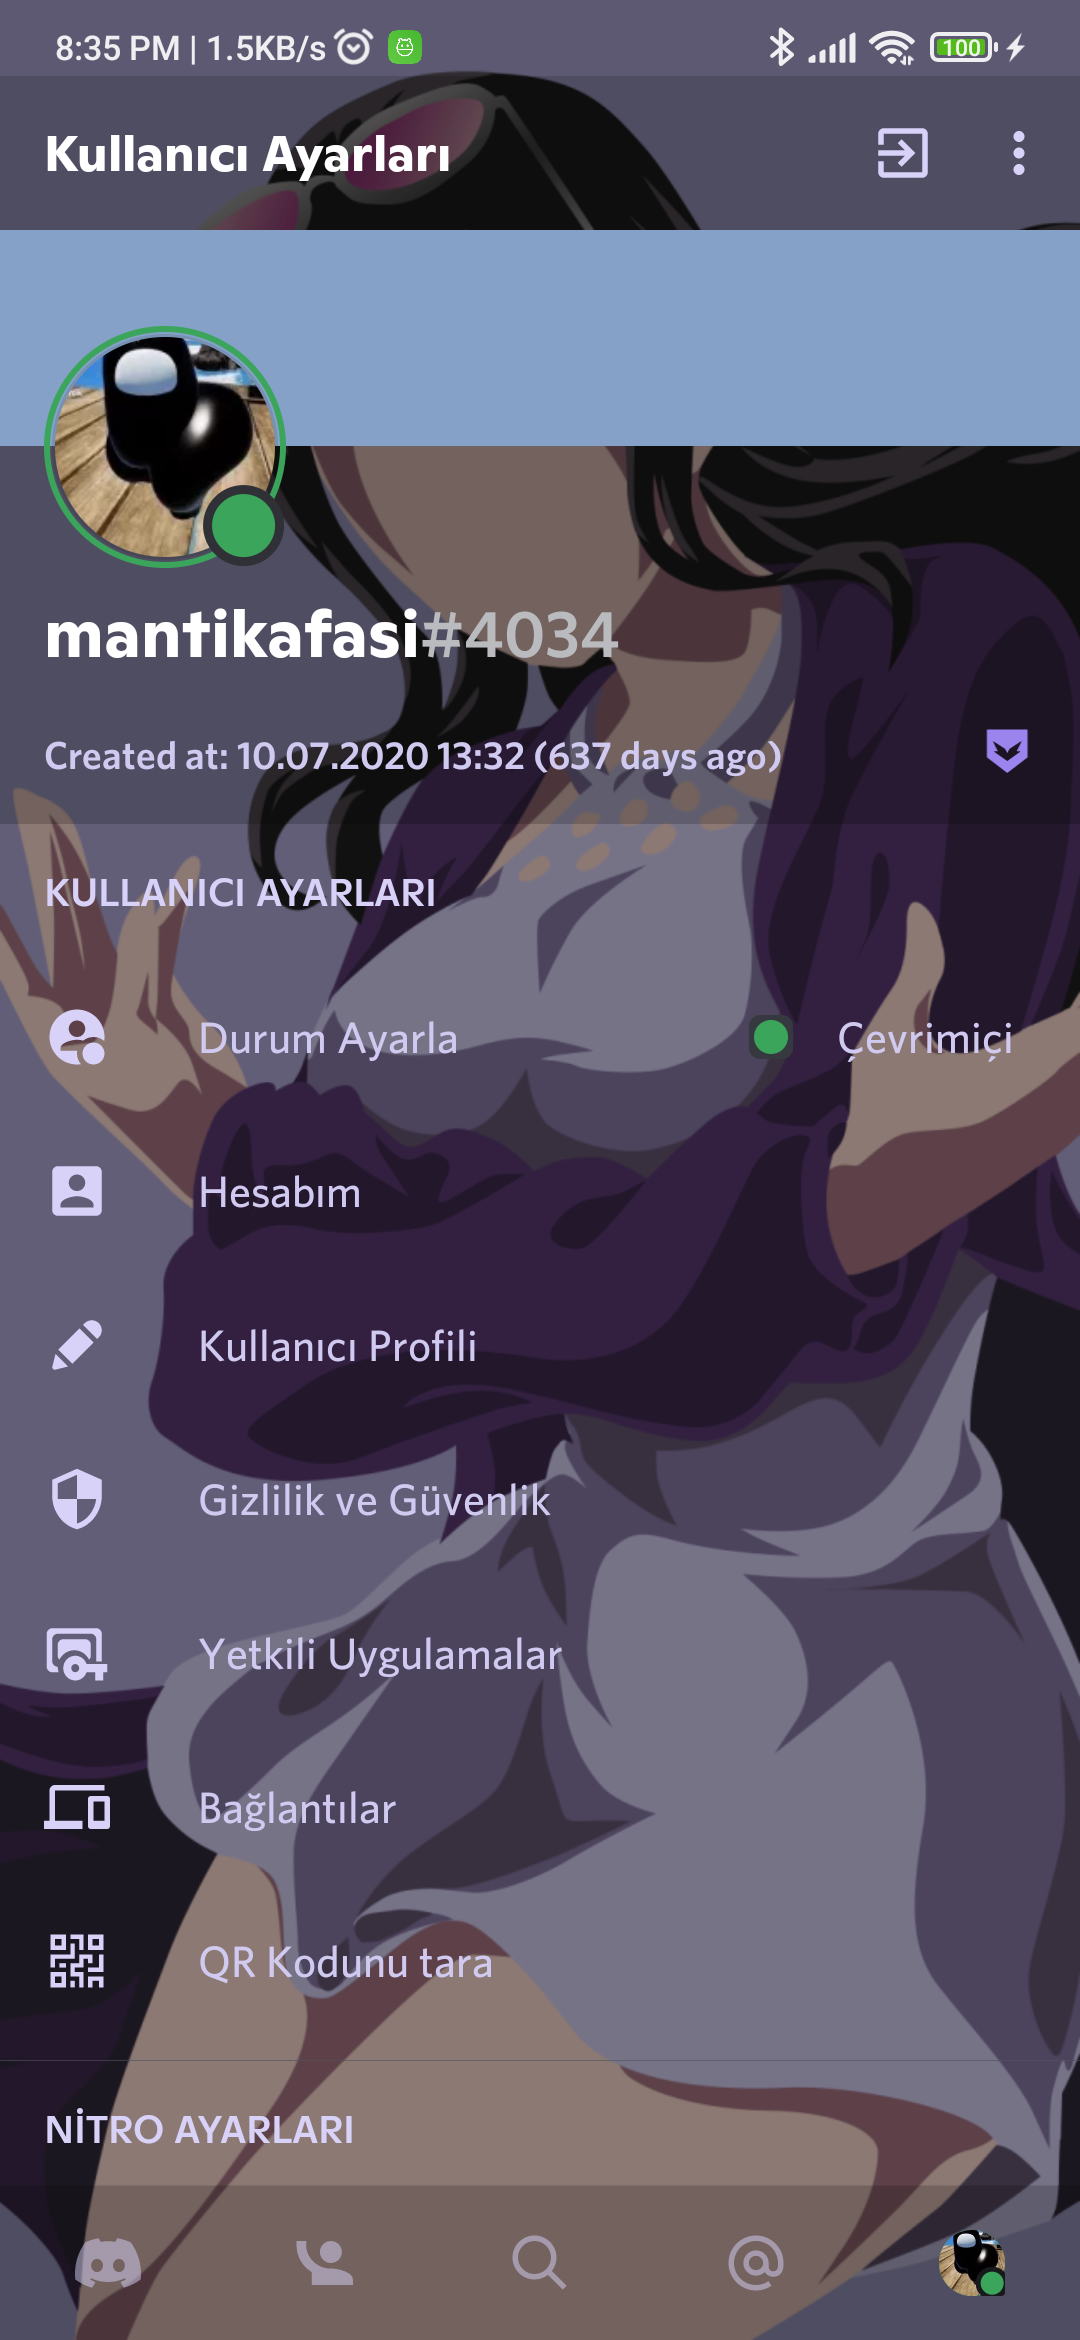 8:35 PM | 1.5KB/s
100
Kullanıcı Ayarları
mantikafasi#4034
Created at: 10.07.2020 13:32 (637 days ago)
KULLANICI AYARLARI
Durum Ayarla
Çevrimiçi
Hesabım
Kullanıcı Profili
Gizlilik ve Güvenlik
Yetkili Uygulamalar
Bağlantılar
QR Kodunu tara
NİTRO AYARLARI